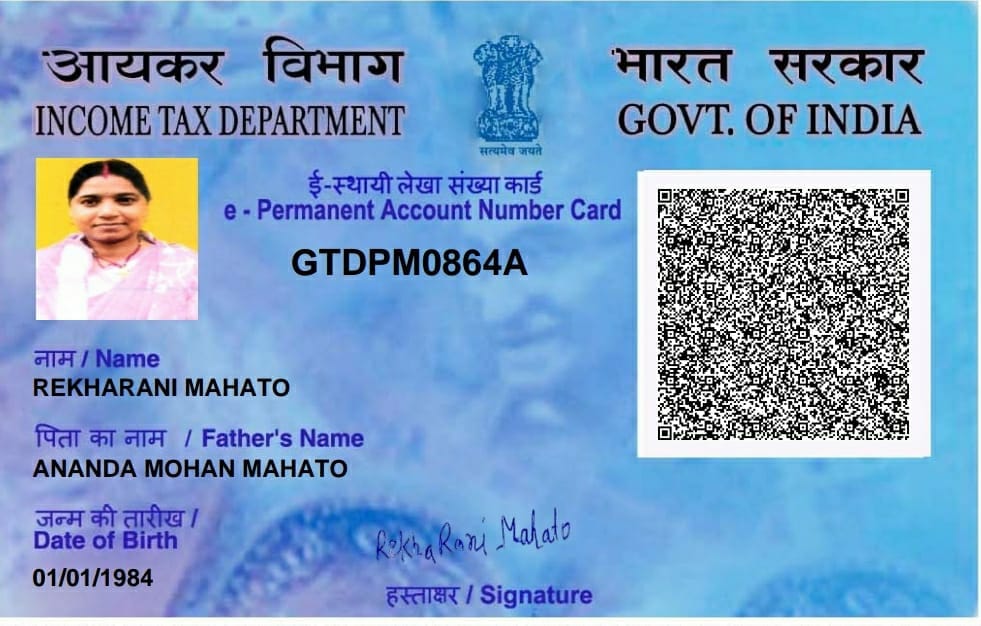 आयकर विभाग
INCOME TAX DEPARTMENT
सत्यमेव जयते
भारत सरकार
GOVT. OF INDIA
ई-स्थायी लेखा संख्या कार्ड
e - Permanent Account Number Card
GTDPM0864A
नाम / Name
REKHARANI MAHATO
पिता का नाम / Father's Name
ANANDA MOHAN MAHATO
जन्म की तारीख /
Date of Birth
01/01/1984
RekhaRani Mahato
हस्ताक्षर / Signature